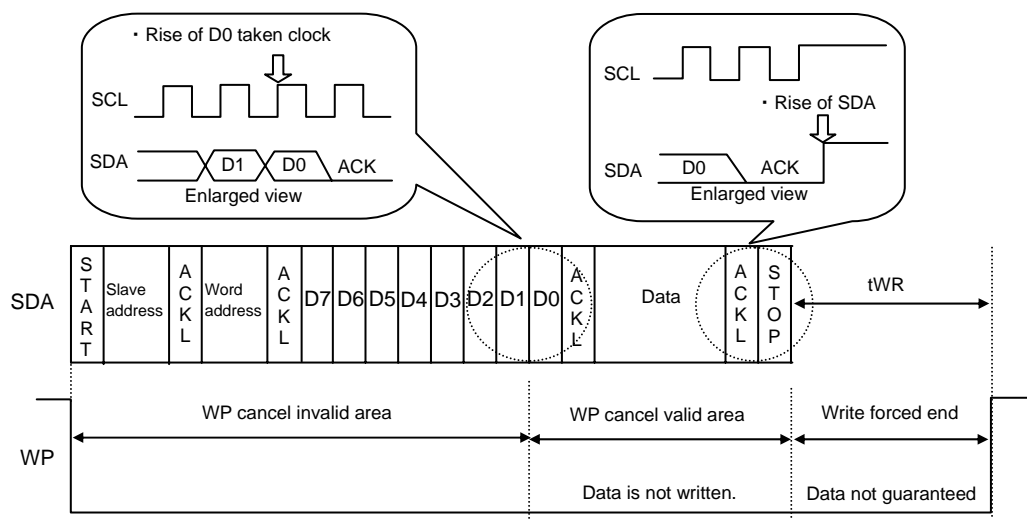 ・ Rise of D0 taken clock
SCL
SDA
D1
D0
ACK
Enlarged view
SCL
・ Rise of SDA
SDA
D0
ACK
Enlarged view
SDA
START
Slave
address
ACKL
Word
address
ACKL
D7
D6
D5
D4
D3
D2
D1
D0
ACKL
Data
ACKL
STOP
tWR
WP
WP cancel invalid area
WP cancel valid area
Write forced end
Data is not written.
Data not guaranteed